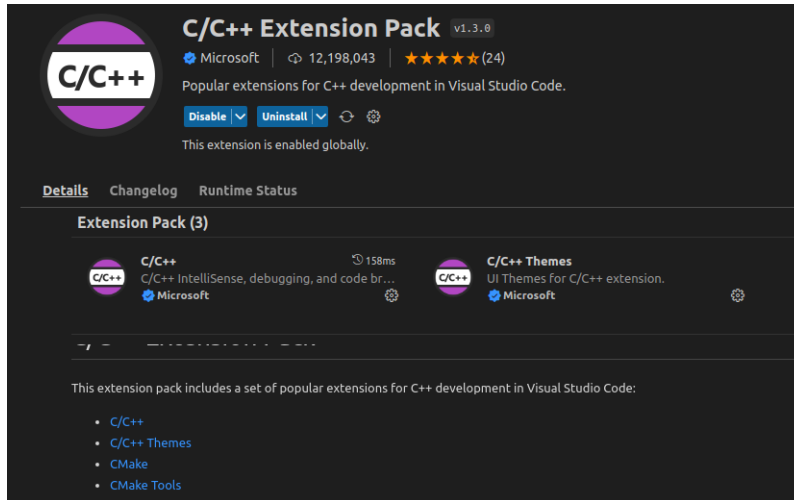 C/C++ Extension Pack v1.3.0
C/C++
Microsoft 12,198,043 (24)
Popular extensions for C++ development in Visual Studio Code.
Disable Uninstall
This extension is enabled globally.
Details Changelog Runtime Status
Extension Pack (3)
C/C++
C/C++ 158ms
C/C++ IntelliSense, debugging, and code br...
Microsoft
C/C++
C/C++ Themes
UI Themes for C/C++ extension.
Microsoft
This extension pack includes a set of popular extensions for C++ development in Visual Studio Code:
• C/C++
• C/C++ Themes
• CMake
• CMake Tools